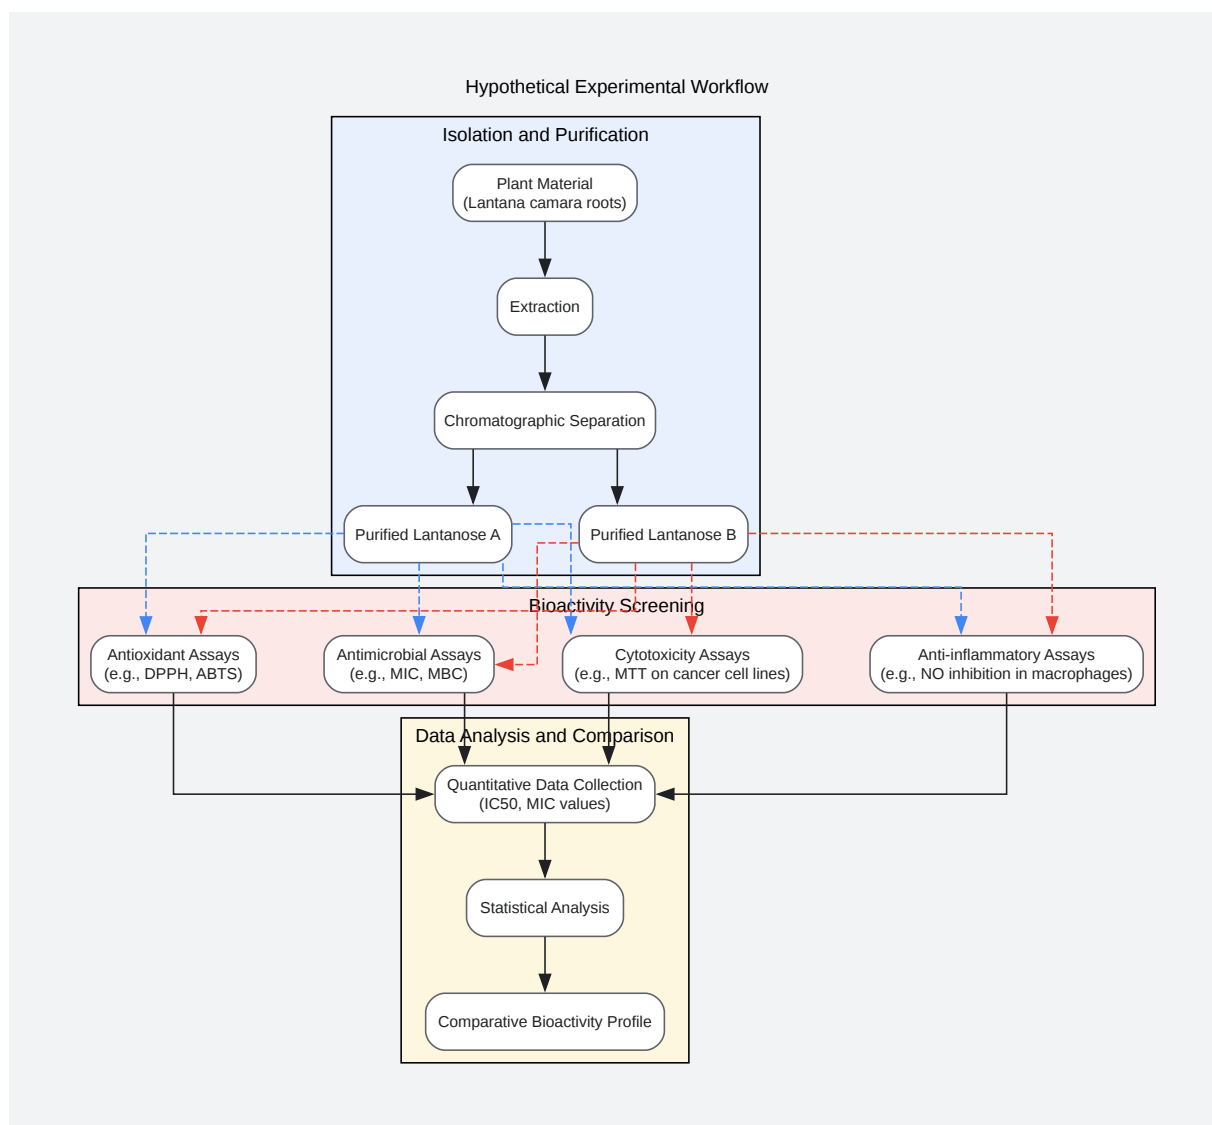 Hypothetical Experimental Workflow
Isolation and Purification
Plant Material
(Lantana camara roots)
Extraction
Chromatographic Separation
Purified Lantanose A
Purified Lantanose B
Bioactivity Screening
Antioxidant Assays
(e.g., DPPH, ABTS)
Antimicrobial Assays
(e.g., MIC, MBC)
Cytotoxicity Assays
(e.g., MTT on cancer cell lines)
Anti-inflammatory Assays
(e.g., NO inhibition in macrophages)
Data Analysis and Comparison
Quantitative Data Collection
(IC50, MIC values)
Statistical Analysis
Comparative Bioactivity Profile